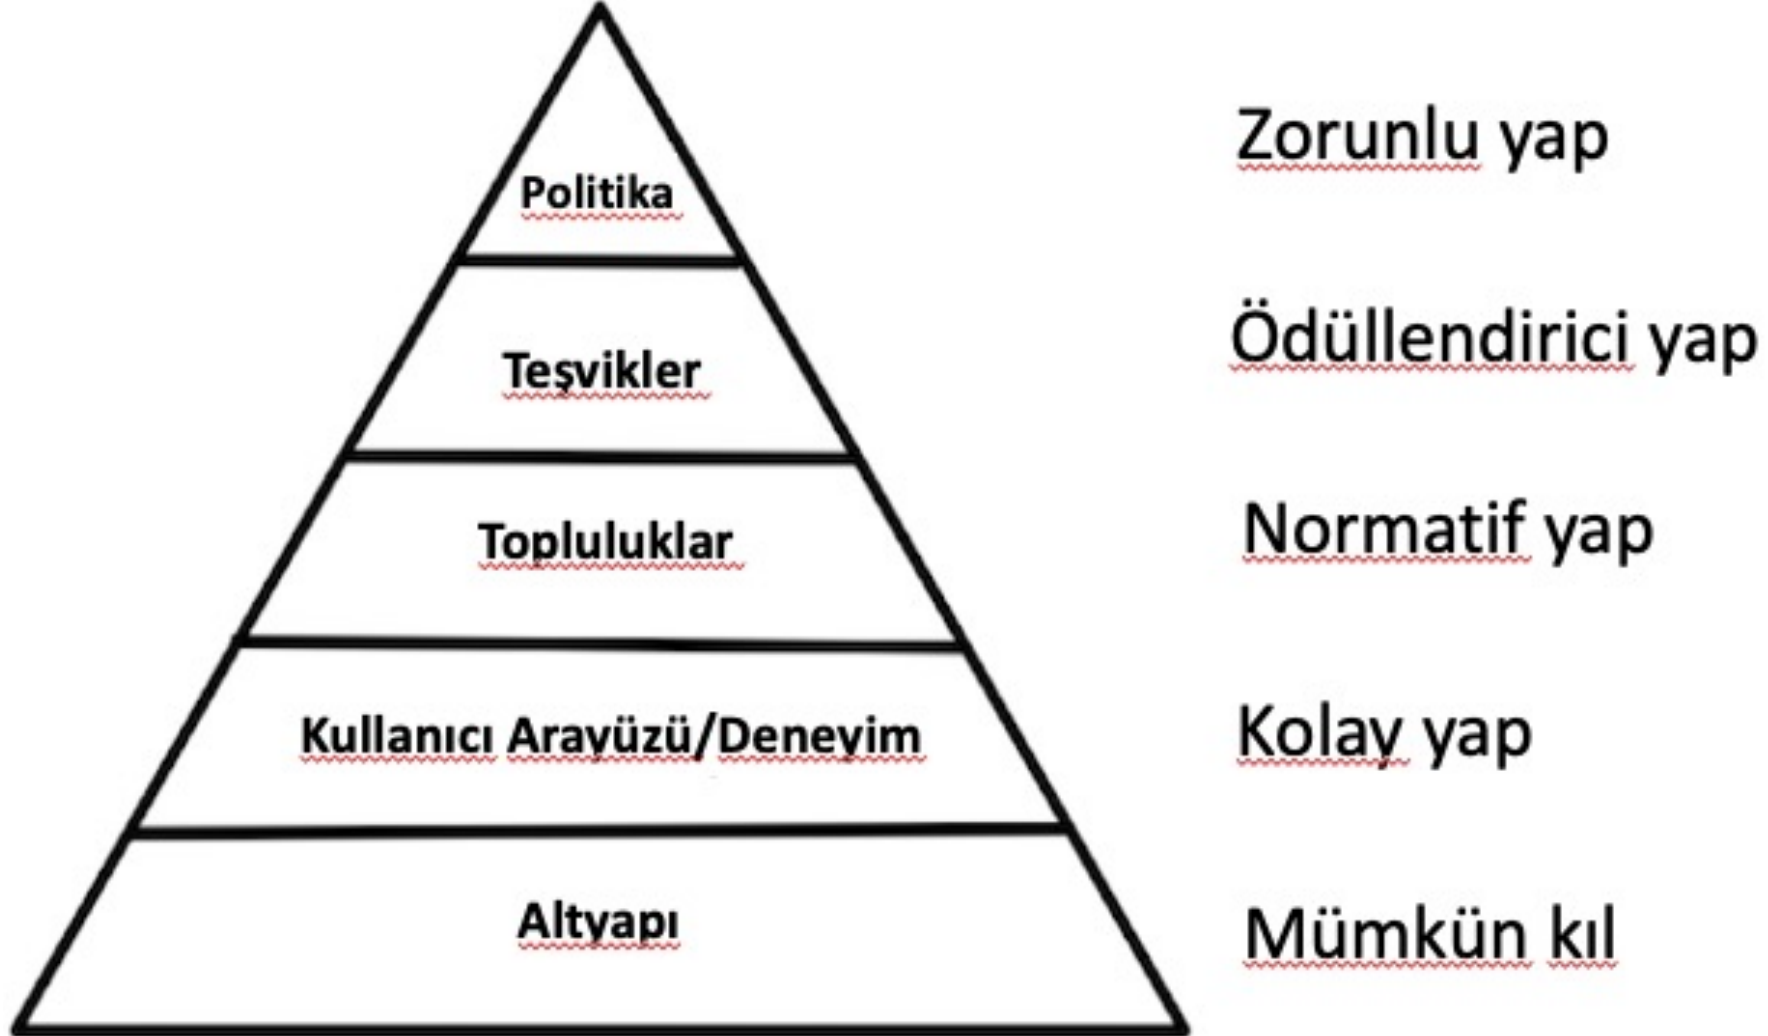 Zorunlu yap
Politika
Ödüllendirici yap
Teşvikler
Normatif yap
Topluluklar
Kolay yap
Kullanıcı Arayüzü/Deneyim
Mümkün kıl
Altyapı